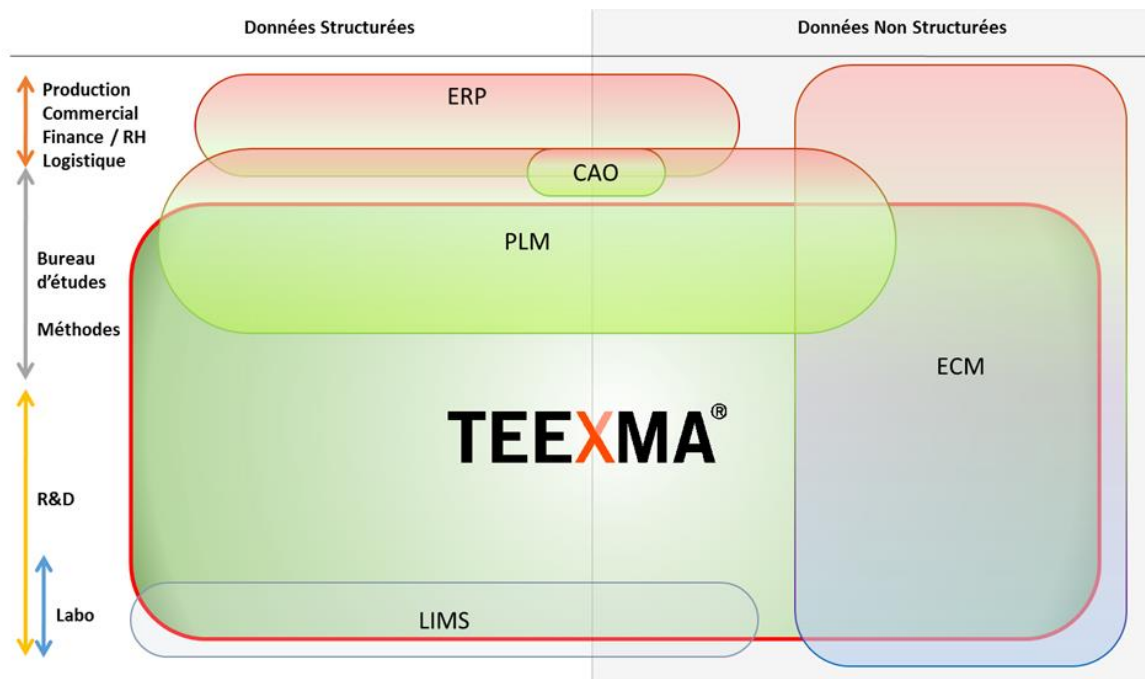 Données Structurées
Données Non Structurées
Production
Commercial
Finance / RH
Logistique
ERP
CAO
PLM
Bureau
d'études
Méthodes
ECM
TEEXMA®
R&D
Labo
LIMS